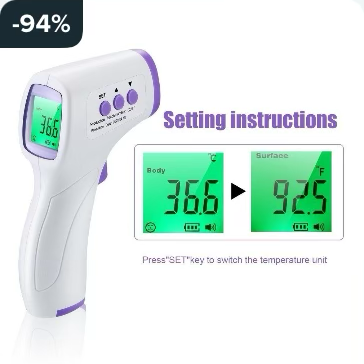 -94%
SET
36.6
Setting instructions
°C
Body
36.6
Surface
F
92.5
Press"SET"key to switch the temperature unit